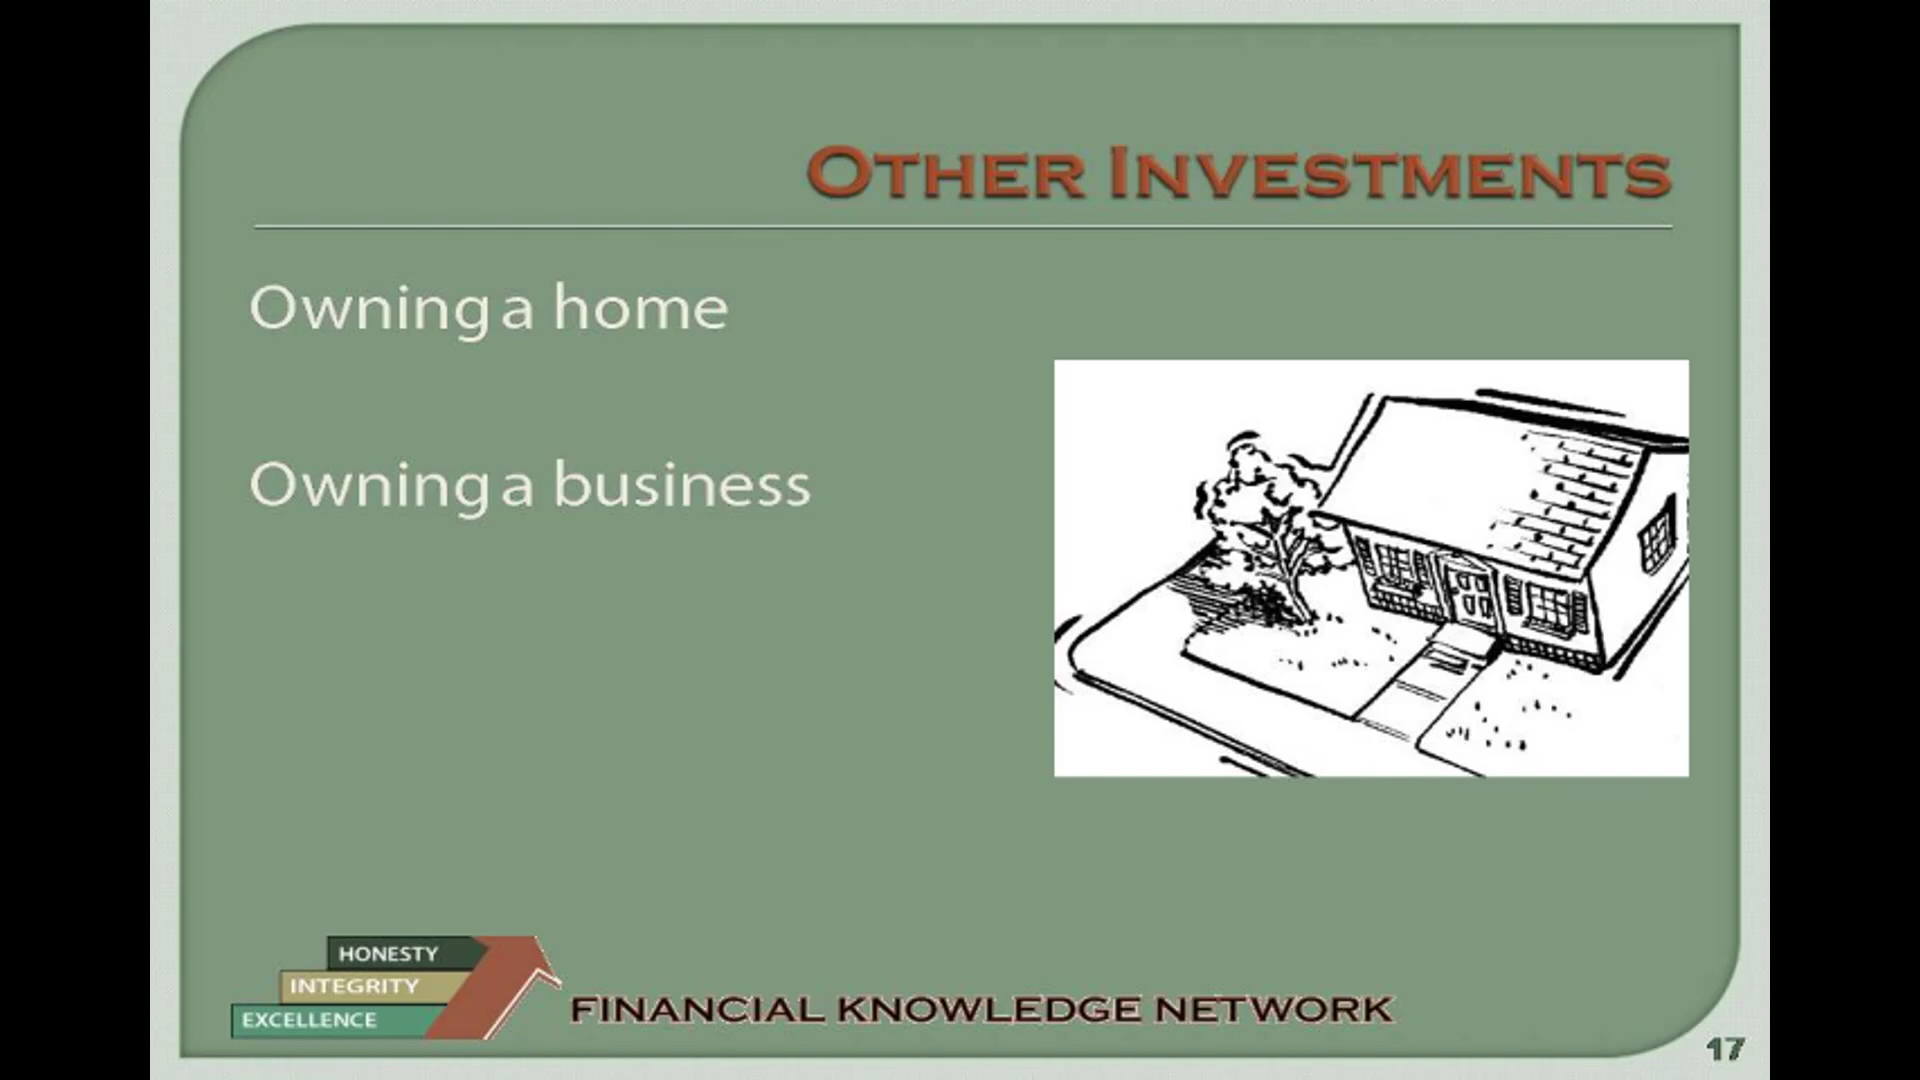 OTHER INVESTMENTS
Owning a home
Owning a business
HONESTY
INTEGRITY
EXCELLENCE
FINANCIAL KNOWLEDGE NETWORK
17